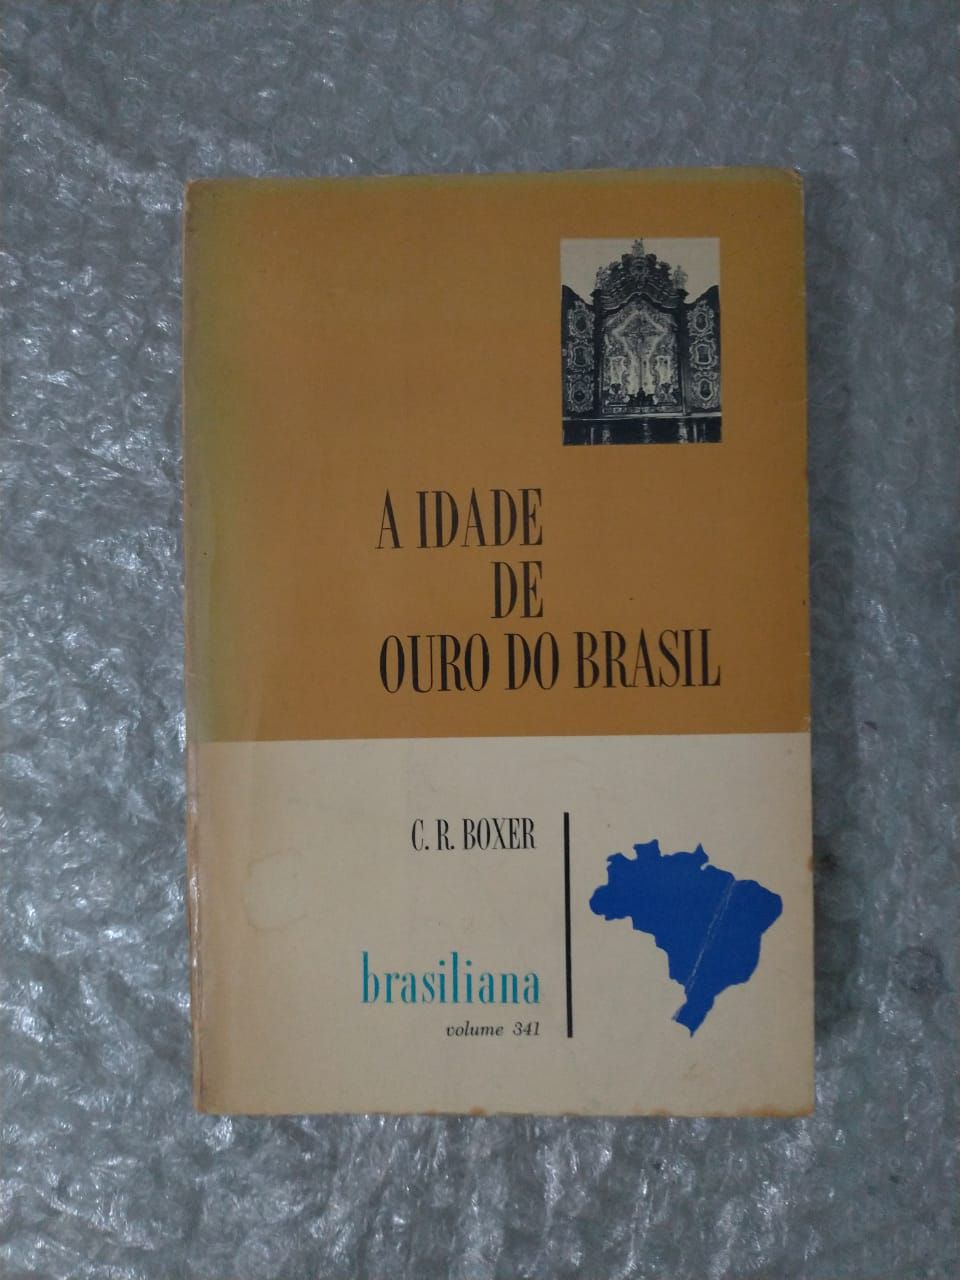 A IDADE
DE
OURO DO BRASIL
C. R. BOXER
brasiliana
volume 341